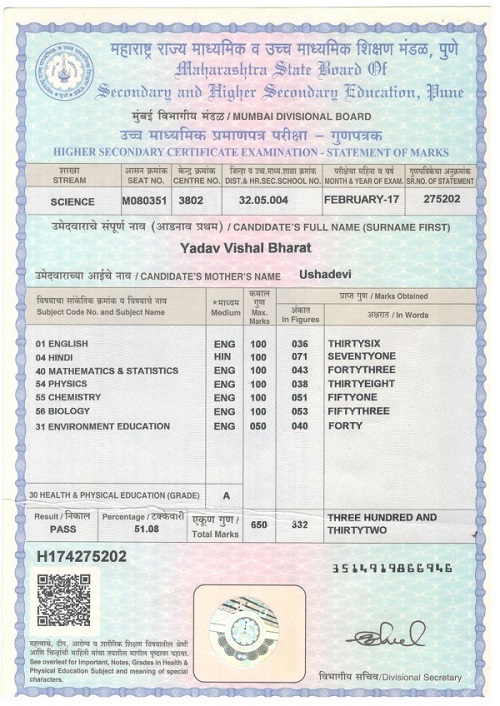 महाराष्ट्र राज्य माध्यमिक व उच्च माध्यमिक शिक्षण मंडळ, पुणे
Maharashtra State Board Of
Secondary and Higher Secondary Education, Pune
मुंबई विभागीय मंडळ / MUMBAI DIVISIONAL BOARD
उच्च माध्यमिक प्रमाणपत्र परीक्षा – गुणपत्रक
HIGHER SECONDARY CERTIFICATE EXAMINATION - STATEMENT OF MARKS
शाखा आसन क्रमांक केन्द्र क्रमांक जिल्हा व उच्च.माध्य.शाळा क्रमांक परीक्षेचा महिना व वर्ष गुणपत्रिकेचा अनुक्रमांक
STREAM SEAT NO. CENTRE NO. DIST.& HR.SEC.SCHOOL NO. MONTH & YEAR OF EXAM. SR.NO. OF STATEMENT
SCIENCE M080351 3802 32.05.004 FEBRUARY-17 275202
उमेदवाराचे संपूर्ण नाव (आडनाव प्रथम) / CANDIDATE'S FULL NAME (SURNAME FIRST)
Yadav Vishal Bharat
उमेदवाराच्या आईचे नाव / CANDIDATE'S MOTHER'S NAME Ushadevi
विषयाचा सांकेतिक क्रमांक व विषयाचे नाव
Subject Code No. and Subject Name
*माध्यम
Medium
कमाल
गुण
Max.
Marks
प्राप्त गुण / Marks Obtained
अंकात
In Figures
अक्षरात / In Words
01 ENGLISH ENG 100 036 THIRTYSIX
04 HINDI HIN 100 071 SEVENTYONE
40 MATHEMATICS & STATISTICS ENG 100 043 FORTYTHREE
54 PHYSICS ENG 100 038 THIRTYEIGHT
55 CHEMISTRY ENG 100 051 FIFTYONE
56 BIOLOGY ENG 100 053 FIFTYTHREE
31 ENVIRONMENT EDUCATION ENG 050 040 FORTY
30 HEALTH & PHYSICAL EDUCATION (GRADE) A
Result / निकाल Percentage / टक्केवारी एकूण गुण /
PASS 51.08 Total Marks 650 332 THREE HUNDRED AND
THIRTYTWO
H174275202
3514919866946
महत्वाचे, टीप, आरोग्य व शारीरिक शिक्षण विषयातील श्रेणी
आणि चिन्हांची माहिती यांचा तपशील मागील पृष्ठावर पहावा.
See overleaf for Important, Notes, Grades in Health &
Physical Education Subject and meaning of special
characters.
विभागीय सचिव/Divisional Secretary